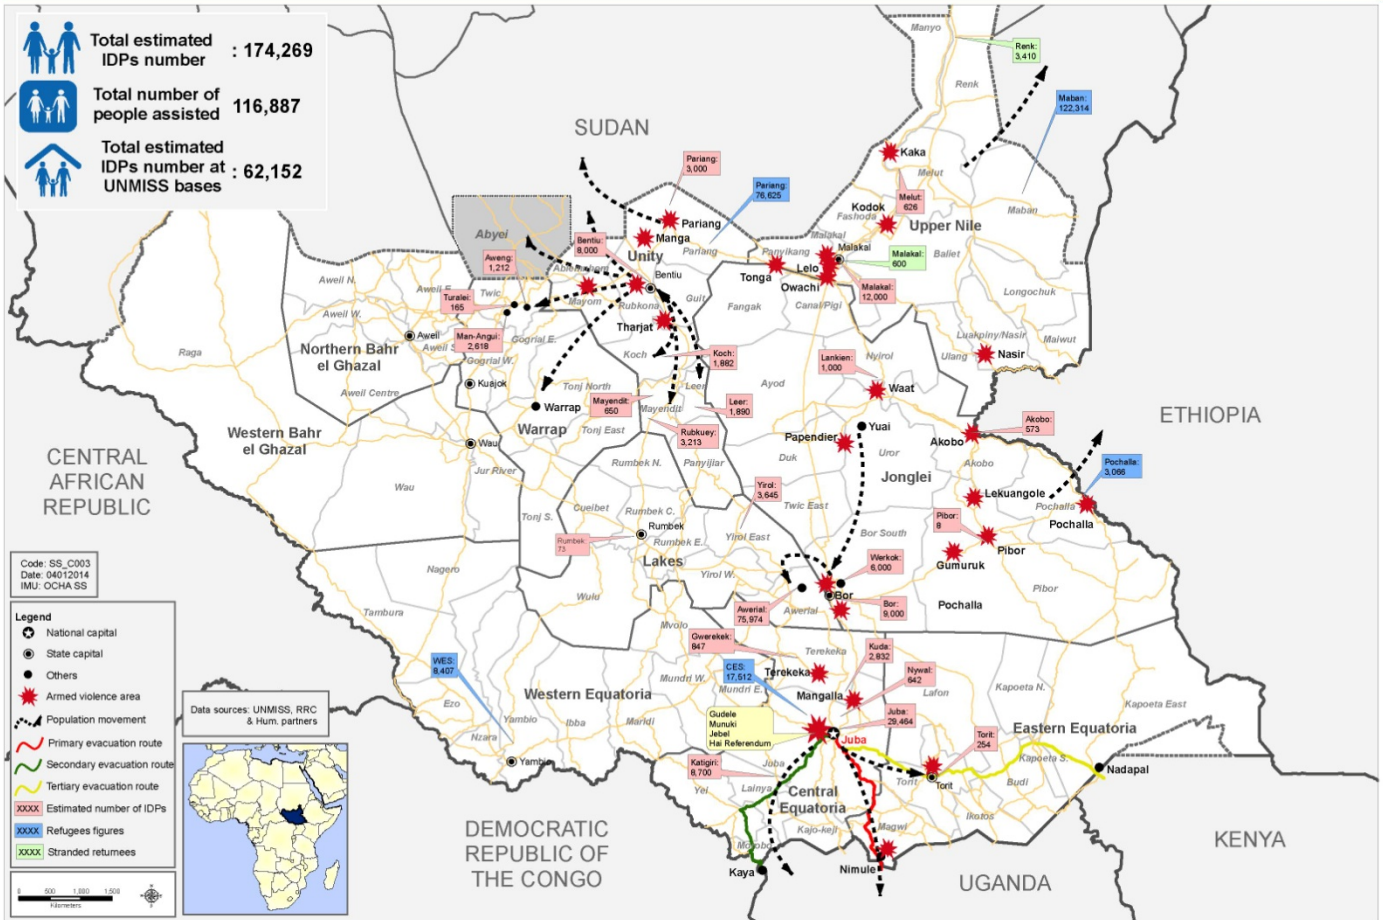 Total estimated
IDPs number : 174,269
Total number of
people assisted 116,887
Total estimated
IDPs number at
UNMISS bases : 62,152
SUDAN
ETHIOPIA
CENTRAL
AFRICAN
REPUBLIC
DEMOCRATIC
REPUBLIC OF
THE CONGO
UGANDA
KENYA
Manyo
Renk:
3,410
Renk
Maban:
122,314
Kaka
Melut
Melut:
626
Kodok
Fashoda
Upper Nile
Maban
Pariang:
3,000
Pariang:
76,625
Pariang
Manga
Unity
Pariang
Abyei
Bentiu:
8,000
Bentiu
Aweng:
1,212
Panyikang
Malakal
Malakal
Malakal:
600
Baliet
Tonga
Lelo
Owachi
Malakal:
12,000
Longochuk
Aweil N.
Twic
Mayom
Rubkona
Guit
Fangak
Canal/Pigi
Turalei:
165
Aweil W.
Aweil
Tharjat
Luakpiny/Nasir
Maiwut
Man-Angui:
2,618
Gogrial E.
Gogrial W.
Raga
Northern Bahr
el Ghazal
Koch
Koch:
1,882
Ulang
Nasir
Lankien:
1,000
Nyirol
Kuajok
Aweil Centre
Tonj North
Leer
Ayod
Waat
Mayendit:
650
Mayendit
Leer:
1,890
Warrap
Warrap
Tonj East
Rubkuey:
3,213
Yuai
Akobo:
573
Akobo
Western Bahr
el Ghazal
Wau
Papendier
Duk
Uror
Akobo
Jur River
Rumbek N.
Panyijiar
Jonglei
Pochalla:
3,066
Wau
Yirol:
3,645
Lekuangole
Pochalla
Pochalla
Tonj S.
Cueibet
Rumbek C.
Twic East
Rumbek
Rumbek:
73
Rumbek E.
Yirol East
Bor South
Pibor:
8
Pibor
Gumuruk
Lakes
Yirol W.
Werkok:
6,000
Nagero
Wulu
Bor
Bor:
9,000
Awerial:
75,974
Awerial
Pibor
Pochalla
Tambura
Mvolo
Gwerekek:
847
Terekeka
Kuda:
2,832
WES:
8,407
CES:
17,512
Terekeka
Nywal:
642
Mundri W.
Mundri E.
Mangalla
Lafon
Kapoeta N.
Kapoeta East
Western Equatoria
Ezo
Yambio
Ibba
Maridi
Gudele
Munuki
Jebel
Hai Referendum
Juba:
29,464
Juba
Eastern Equatoria
Nzara
Torit:
254
Yambio
Katigiri:
8,700
Juba
Kapoeta S.
Nadapal
Torit
Torit
Budi
Yei
Lainya
Central
Equatoria
Ikotos
Kajo-keji
Magwi
Kaya
Nimule
Code: SS_C003
Date: 04012014
IMU: OCHA SS
Legend
National capital
State capital
Others
Armed violence area
Population movement
Primary evacuation route
Secondary evacuation route
Tertiary evacuation route
XXXX Estimated number of IDPs
XXXX Refugees figures
XXXX Stranded returnees
0 500 1,000 1,500
Kilometers
Data sources: UNMISS, RRC
& Hum. partners